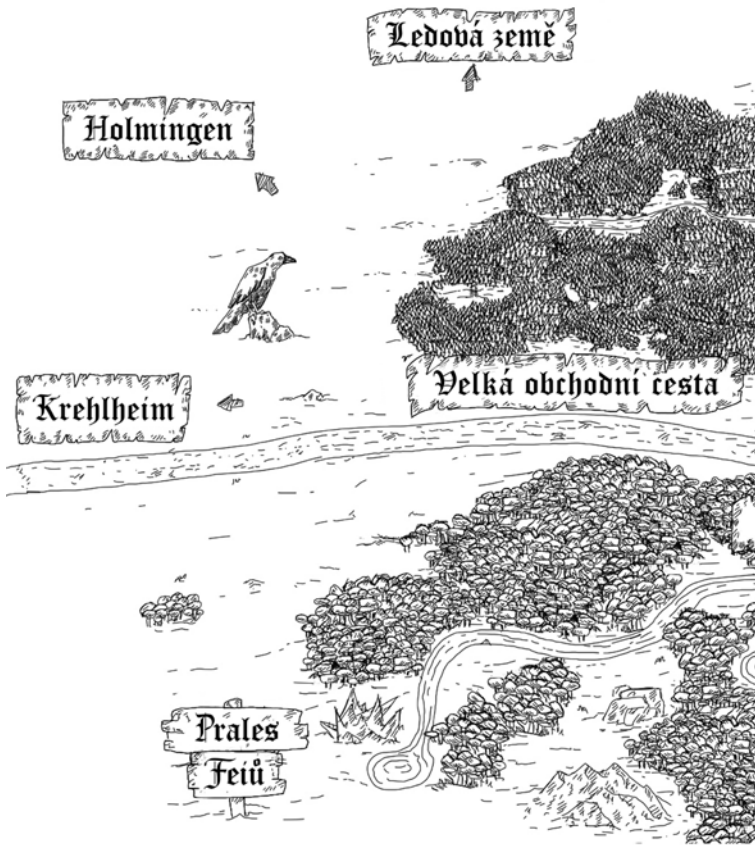 Ledová země
Holmingen
Velká obchodní cesta
Krehlheim
Prales
Feiů